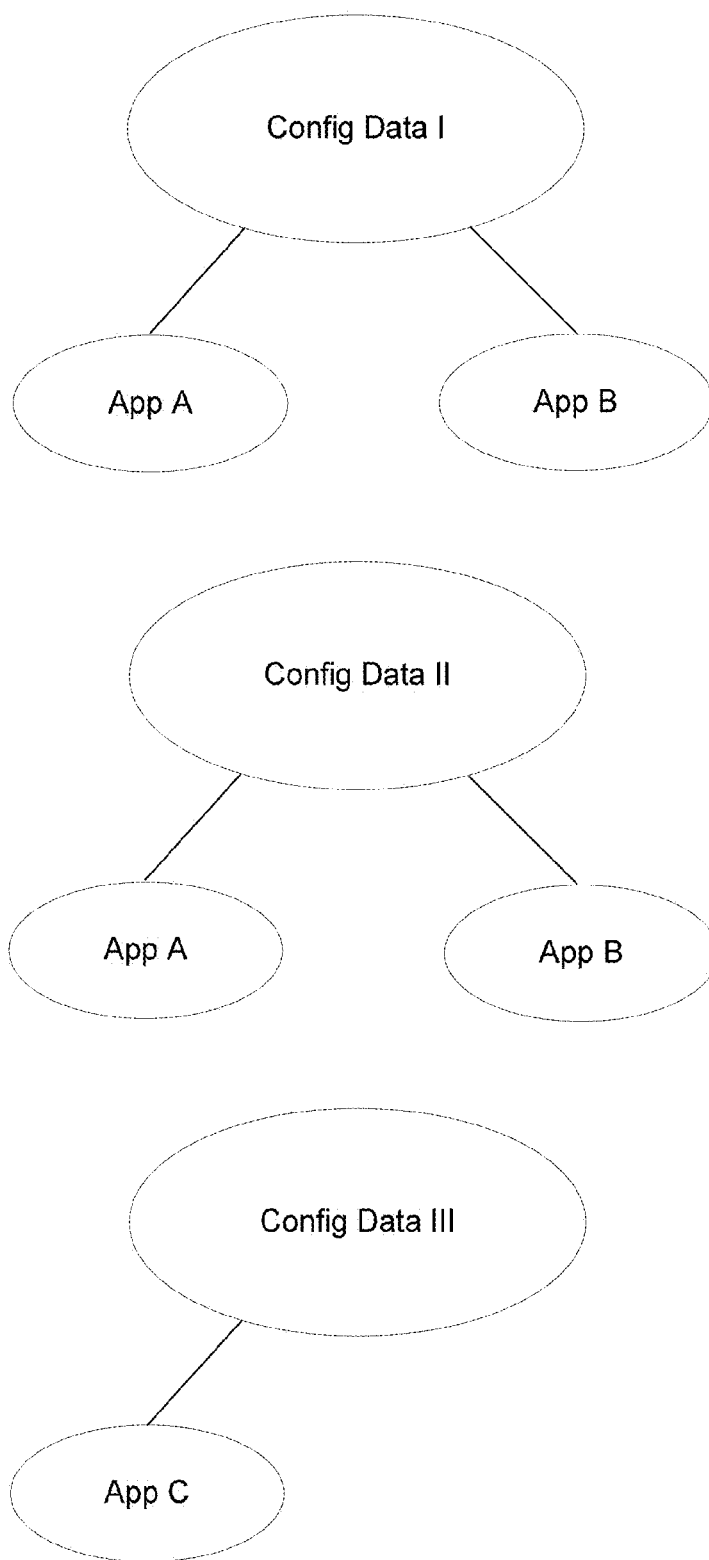 Config Data I
App A
App B
Config Data II
App A
App B
Config Data III
App C